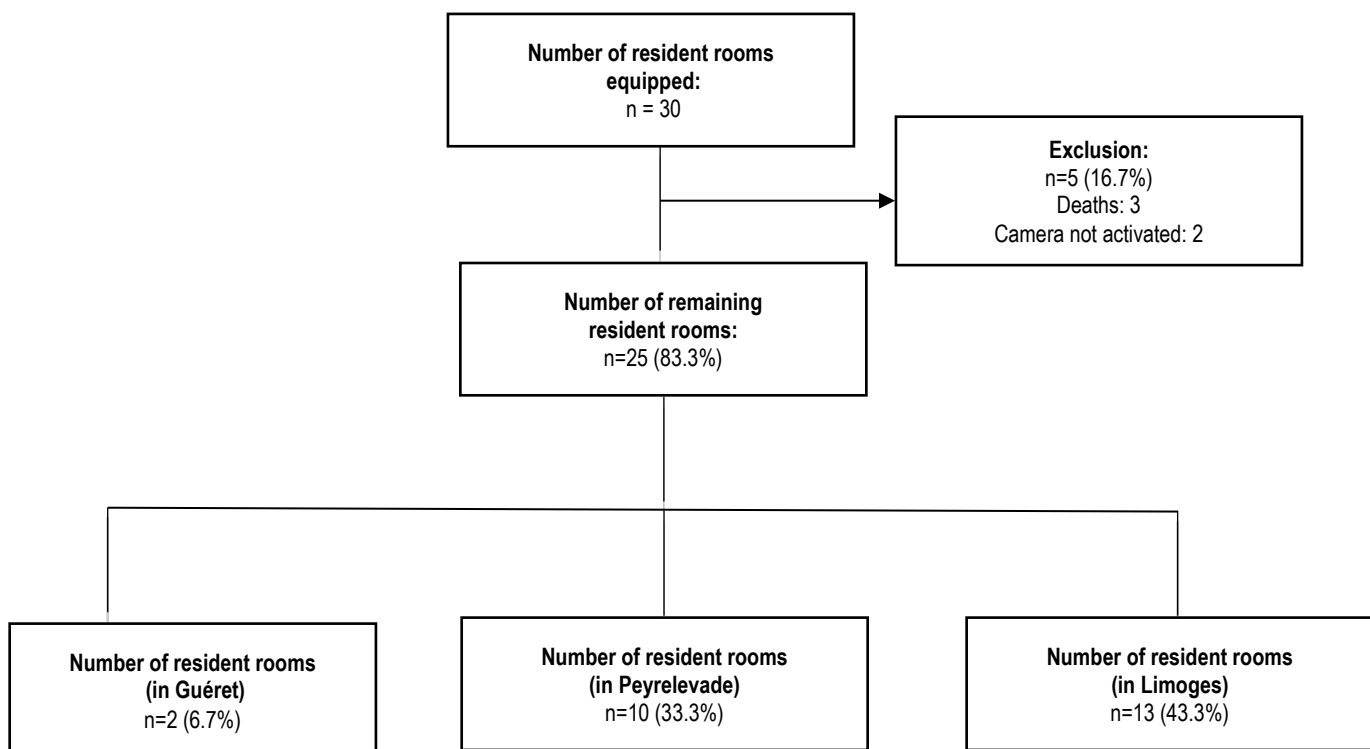 Number of resident rooms
equipped:
n = 30
Exclusion:
n=5 (16.7%)
Deaths: 3
Camera not activated: 2
Number of remaining
resident rooms:
n=25 (83.3%)
Number of resident rooms
(in Guéret)
n=2 (6.7%)
Number of resident rooms
(in Peyrelevade)
n=10 (33.3%)
Number of resident rooms
(in Limoges)
n=13 (43.3%)